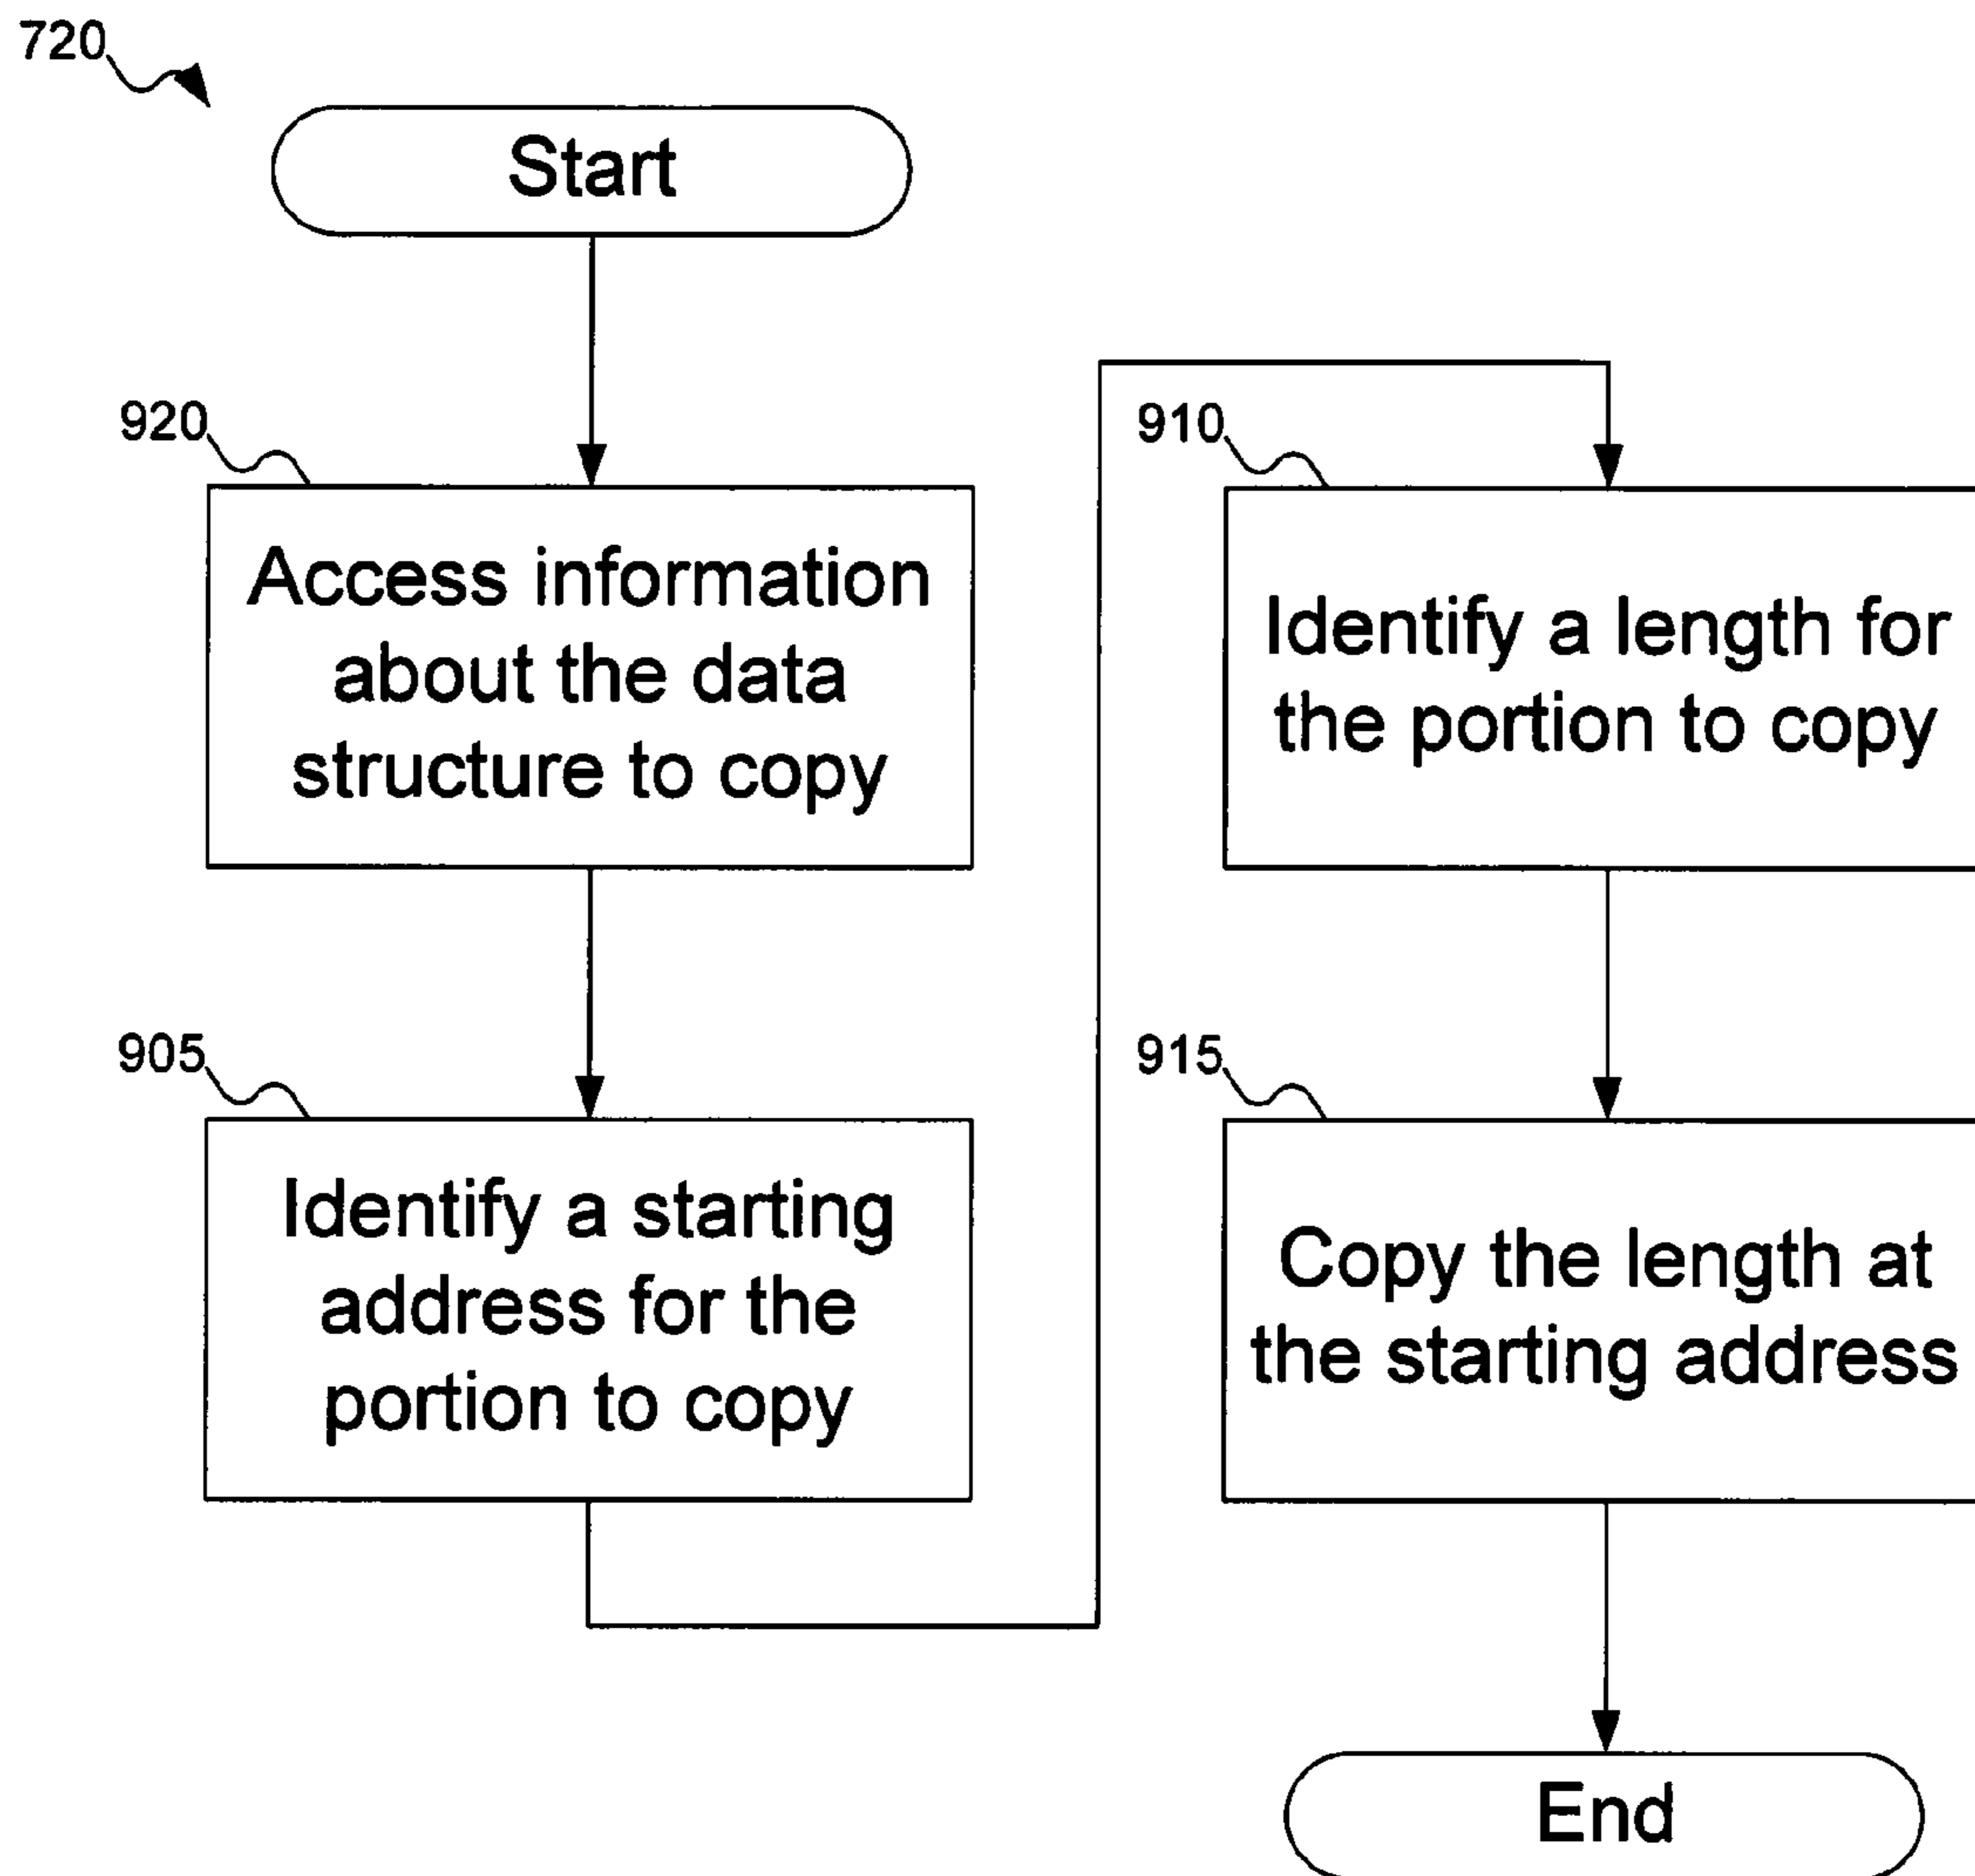 720
Start
920
Access information
about the data
structure to copy
905
Identify a starting
address for the
portion to copy
910
Identify a length for
the portion to copy
915
Copy the length at
the starting address
End